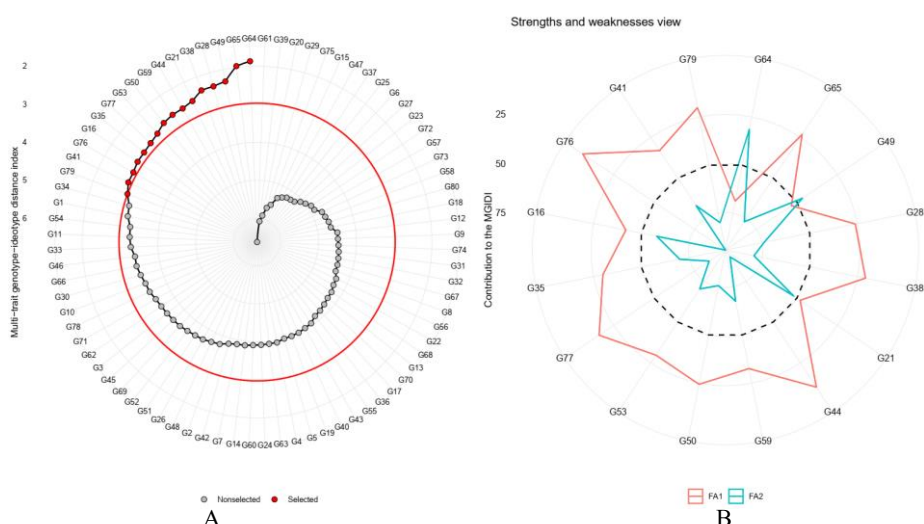 Multi−trait genotype−ideotype distance index
2
3
4
5
6
G61
G39
G20
G29
G75
G15
G47
G37
G25
G6
G27
G23
G72
G57
G58
G73
G80
G18
G12
G9
G74
G31
G32
G67
G8
G56
G22
G68
G13
G70
G17
G36
G55
G43
G40
G19
G5
G4
G63
G24
G60
G14
G7
G42
G2
G48
G26
G51
G52
G69
G45
G3
G62
G71
G78
G10
G30
G66
G46
G33
G11
G54
G1
G34
G79
G41
G76
G16
G35
G77
G53
G50
G59
G44
G21
G38
G28
G49
G65
G64
Nonselected Selected
A
Strengths and weaknesses view
Contribution to the MGIDI
25
50
75
G64
G65
G49
G28
G38
G21
G44
G59
G50
G53
G77
G35
G16
G76
G41
G79
FA1 FA2
B